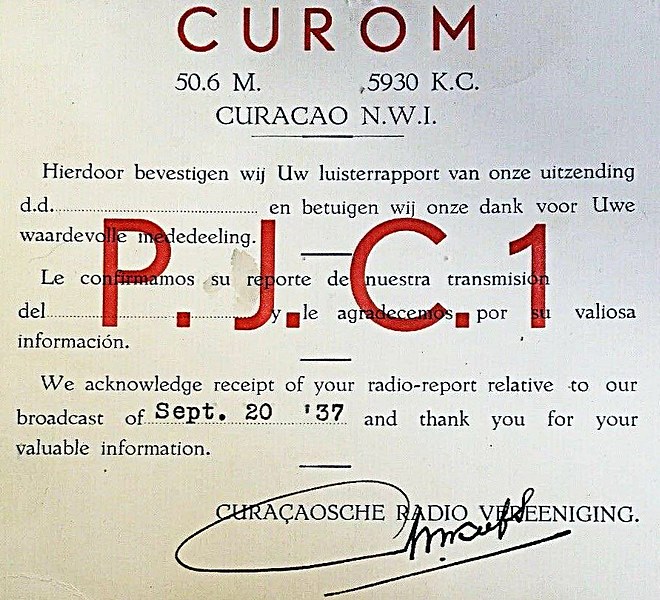 CUROM
50.6 M. 5930 K.C.
CURACAO N.W.I.
Hierdoor bevestigen wij Uw luisterrapport van onze uitzending
d.d. en betuigen wij onze dank voor Uwe
waardevolle mededeeling.
P.J.C.1
Le confirmamos su reporte de nuestra transmisión
del y le agradecemos por su valiosa
información.
We acknowledge receipt of your radio-report relative to our
broadcast of Sept. 20 '37 and thank you for your
valuable information.
CURAÇAOSCHE RADIO VEREENIGING.